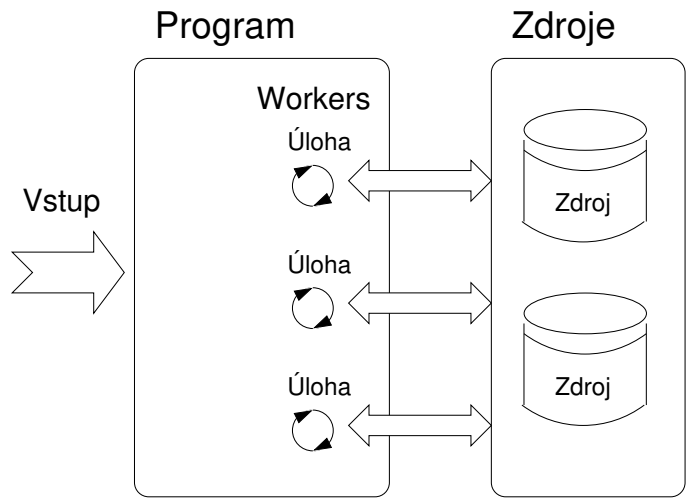 Program
Zdroje
Workers
Úloha
Zdroj
Vstup
Úloha
Úloha
Zdroj